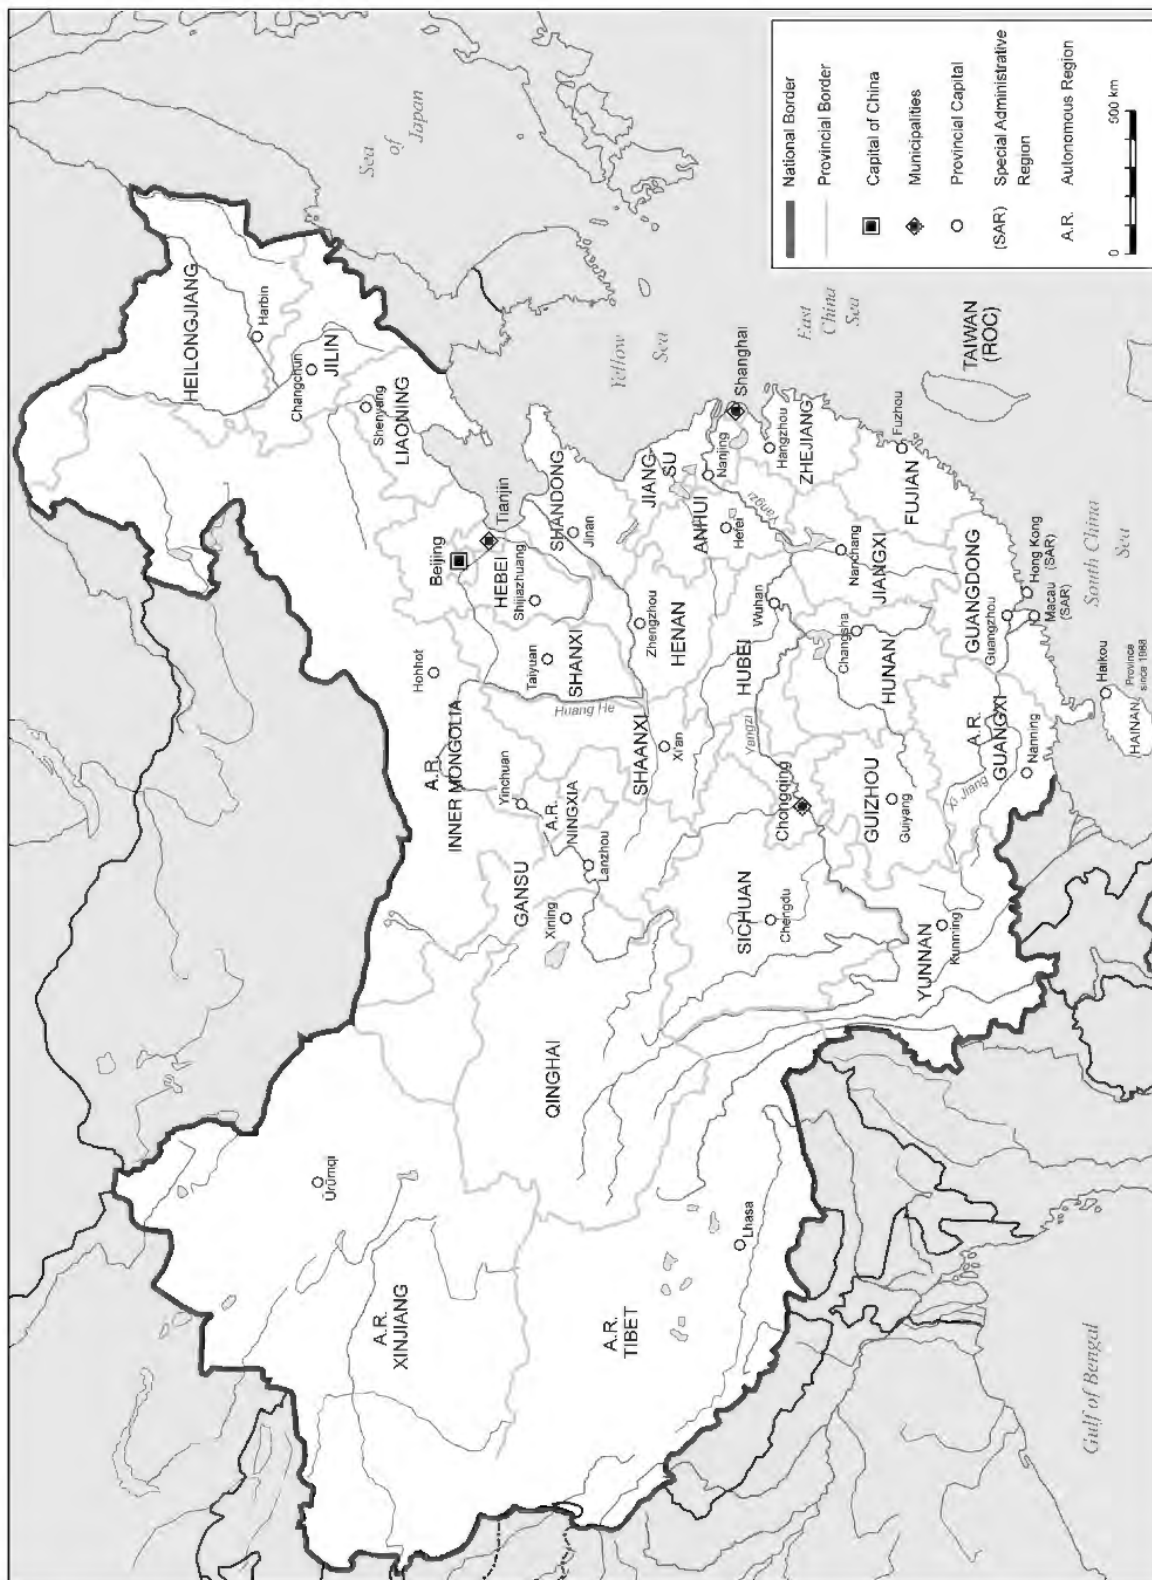 HEILONGJIANG
Harbin
Changchun
JILIN
Shenyang
LIAONING
Sea
of
Japan
Beijing
Tianjin
HEBEI
Shijiazhuang
SHANDONG
Jinan
Hohhot
A.R.
INNER MONGOLIA
Taiyuan
SHANXI
Huang He
Yinchuan
A.R.
NINGXIA
GANSU
Lanzhou
Xining
QINGHAI
Ürümqi
A.R.
XINJIANG
A.R.
TIBET
Lhasa
SHAANXI
Xi'an
Zhengzhou
HENAN
JIANG-
SU
Nanjing
ANHUI
Hefei
Yangzi
Yellow
Sea
Shanghai
Hangzhou
ZHEJIANG
East
China
Sea
HUBEI
Wuhan
Yangzi
Chongqing
SICHUAN
Chengdu
Nanchang
JIANGXI
Changsha
HUNAN
GUIZHOU
Guiyang
YUNNAN
Kunming
FUJIAN
Fuzhou
TAIWAN
(ROC)
GUANGDONG
Guangzhou
Hong Kong
(SAR)
Macau
(SAR)
A.R.
GUANGXI
Nanning
Xi Jiang
Haikou
HAINAN
Province
since 1988
South China
Sea
Gulf of Bengal
National Border
Provincial Border
Capital of China
Municipalities
Provincial Capital
(SAR) Special Administrative
Region
A.R. Autonomous Region
0 500 km